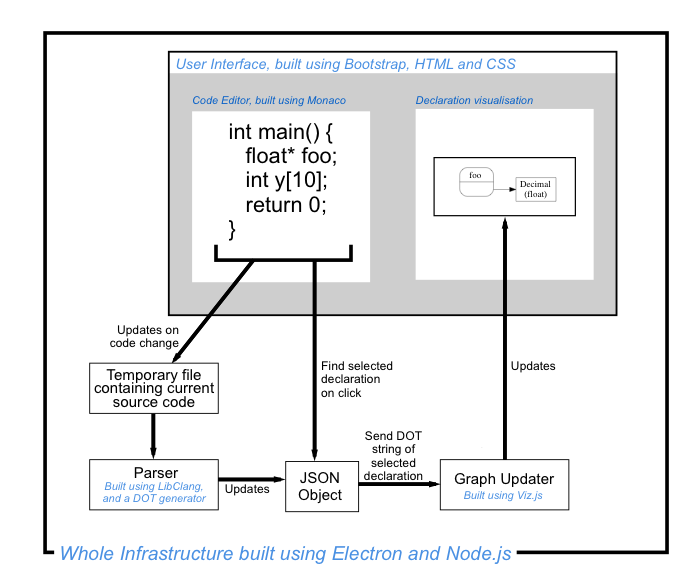 User Interface, built using Bootstrap, HTML and CSS
Code Editor, built using Monaco
Declaration visualisation
int main() {
float* foo;
int y[10];
return 0;
}
foo
Decimal
(float)
Updates on
code change
Temporary file
containing current
source code
Find selected
declaration
on click
Updates
Parser
Built using LibClang,
and a DOT generator
Updates
JSON
Object
Send DOT
string of
selected
declaration
Graph Updater
Built using Viz.js
Whole Infrastructure built using Electron and Node.js